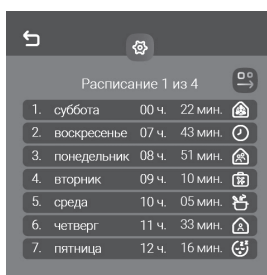 Расписание 1 из 4
1. суббота 00 ч. 22 мин.
2. воскресенье 07 ч. 43 мин.
3. понедельник 08 ч. 51 мин.
4. вторник 09 ч. 10 мин.
5. среда 10 ч. 05 мин.
6. четверг 11 ч. 33 мин.
7. пятница 12 ч. 16 мин.